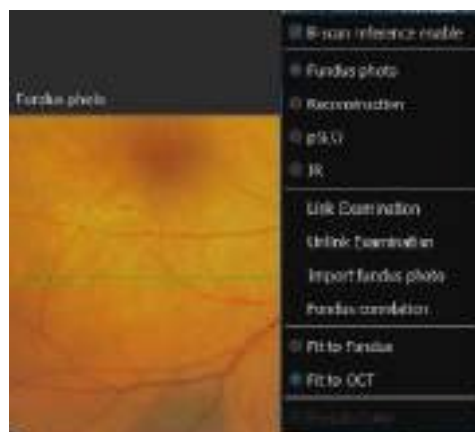 B-scan reference enable
Fundus photo
Fundus photo
Reconstruction
pSLO
IR
Link Examination
Unlink Examination
Import fundus photo
Fundus correlation
Fit to Fundus
Fit to OCT